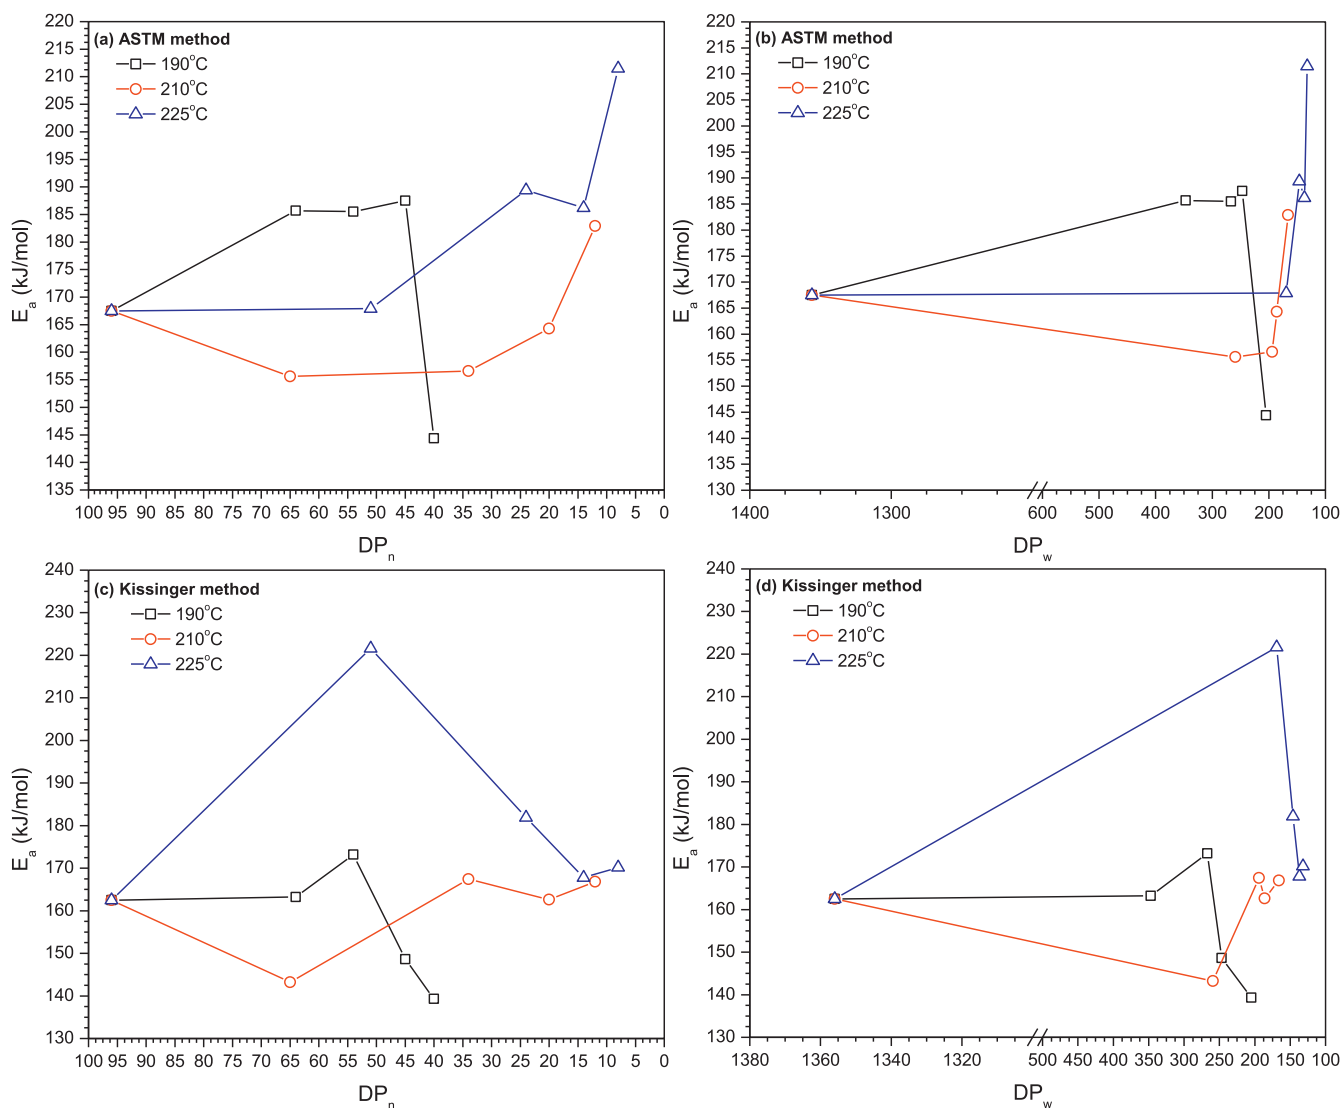 (a) ASTM method
190°C
210°C
225°C
220
215
210
205
200
195
190
185
180
175
170
165
160
155
150
145
140
135
E_a (kJ/mol)
100 95 90 85 80 75 70 65 60 55 50 45 40 35 30 25 20 15 10 5 0
DP_n
(b) ASTM method
190°C
210°C
225°C
220
215
210
205
200
195
190
185
180
175
170
165
160
155
150
145
140
135
130
E_a (kJ/mol)
1400 1300 600 500 400 300 200 100
DP_w
(c) Kissinger method
190°C
210°C
225°C
240
230
220
210
200
190
180
170
160
150
140
130
E_a (kJ/mol)
100 95 90 85 80 75 70 65 60 55 50 45 40 35 30 25 20 15 10 5 0
DP_n
(d) Kissinger method
190°C
210°C
225°C
240
230
220
210
200
190
180
170
160
150
140
130
E_a (kJ/mol)
1380 1360 1340 1320 500 450 400 350 300 250 200 150 100
DP_w